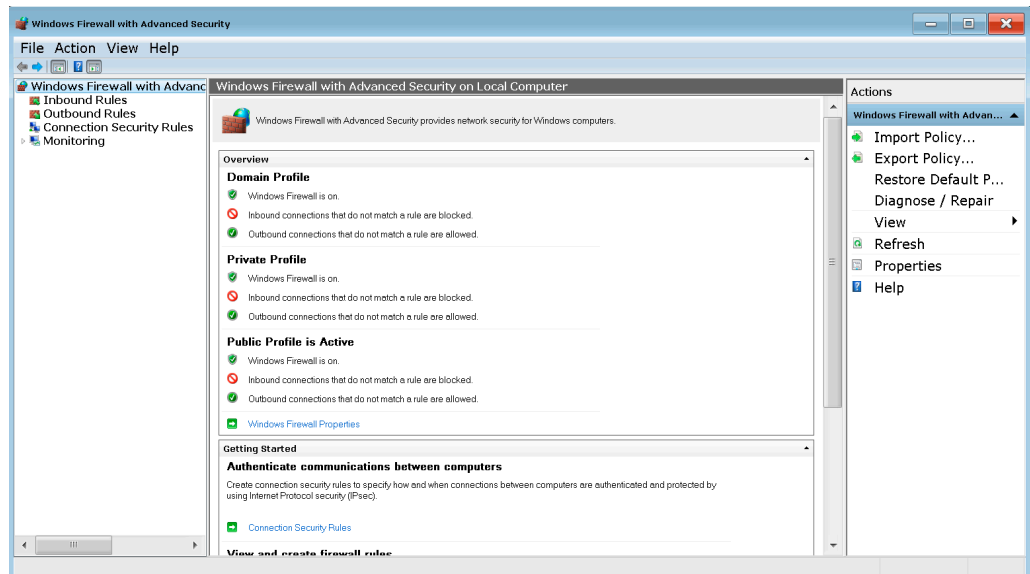 Windows Firewall with Advanced Security
File Action View Help
Windows Firewall with Advanc
Inbound Rules
Outbound Rules
Connection Security Rules
Monitoring
Windows Firewall with Advanced Security on Local Computer
Windows Firewall with Advanced Security provides network security for Windows computers.
Overview
Domain Profile
Windows Firewall is on.
Inbound connections that do not match a rule are blocked.
Outbound connections that do not match a rule are allowed.
Private Profile
Windows Firewall is on.
Inbound connections that do not match a rule are blocked.
Outbound connections that do not match a rule are allowed.
Public Profile is Active
Windows Firewall is on.
Inbound connections that do not match a rule are blocked.
Outbound connections that do not match a rule are allowed.
Windows Firewall Properties
Getting Started
Authenticate communications between computers
Create connection security rules to specify how and when connections between computers are authenticated and protected by
using Internet Protocol security (IPsec).
Connection Security Rules
View and create firewall rules
Actions
Windows Firewall with Advan...
Import Policy...
Export Policy...
Restore Default P...
Diagnose / Repair
View
Refresh
Properties
Help